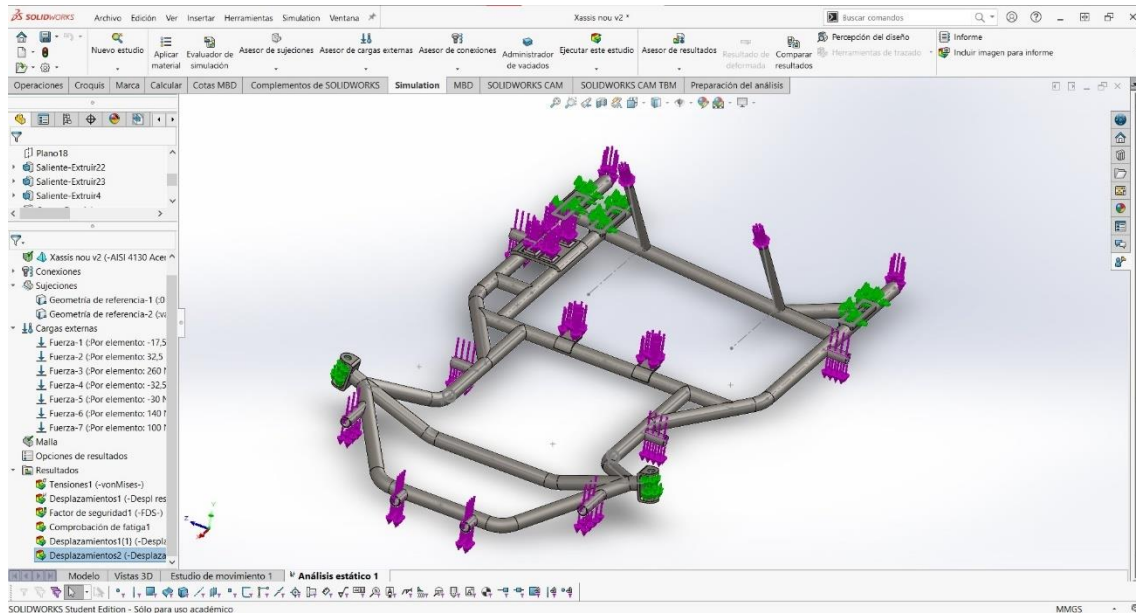 SOLIDWORKS Archivo Edición Ver Insertar Herramientas Simulation Ventana Xassis nou v2 * Buscar comandos
Nuevo estudio Aplicar material Evaluador de simulación Asesor de sujeciones Asesor de cargas externas Asesor de conexiones Administrador de vaciados Ejecutar este estudio Asesor de resultados Resultado de deformada Comparar resultados Percepción del diseño Herramientas de trazado Informe Incluir imagen para informe
Operaciones Croquis Marca Calcular Cotas MBD Complementos de SOLIDWORKS Simulation MBD SOLIDWORKS CAM SOLIDWORKS CAM TBM Preparación del análisis
Plano18
Saliente-Extruir22
Saliente-Extruir23
Saliente-Extruir4
Xassis nou v2 (-AISI 4130 Acer
Conexiones
Sujeciones
Geometría de referencia-1 (:0
Geometría de referencia-2 (:va
Cargas externas
Fuerza-1 (:Por elemento: -17,5
Fuerza-2 (:Por elemento: 32,5
Fuerza-3 (:Por elemento: 260 N
Fuerza-4 (:Por elemento: -32,5
Fuerza-5 (:Por elemento: -30 N
Fuerza-6 (:Por elemento: 140 N
Fuerza-7 (:Por elemento: 100 N
Malla
Opciones de resultados
Resultados
Tensiones1 (-vonMises-)
Desplazamientos1 (-Despl res
Factor de seguridad1 (-FDS-)
Comprobación de fatiga1
Desplazamientos1{1} (-Despla
Desplazamientos2 (-Desplaza
Modelo Vistas 3D Estudio de movimiento 1 Análisis estático 1
SOLIDWORKS Student Edition - Sólo para uso académico MMGS